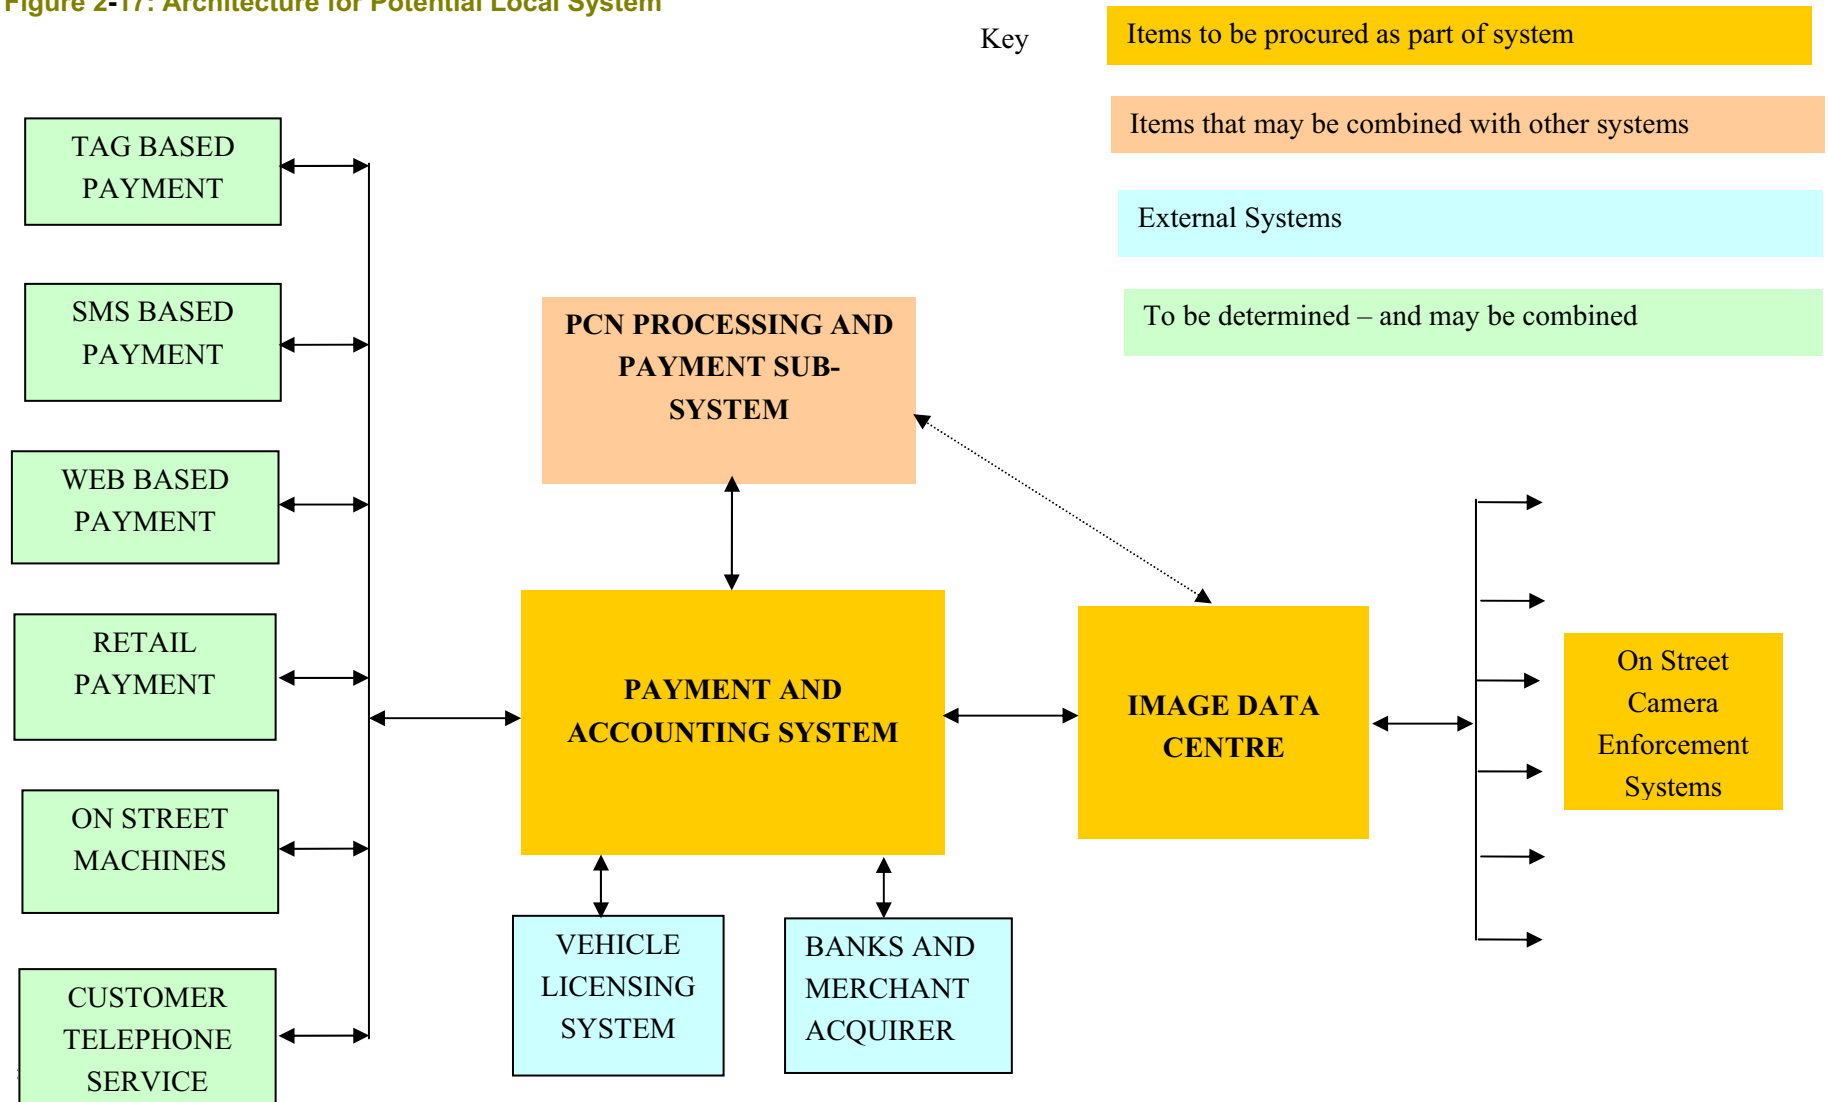 Figure 2-17: Architecture for Potential Local System
Key
Items to be procured as part of system
Items that may be combined with other systems
External Systems
To be determined – and may be combined
TAG BASED
PAYMENT
SMS BASED
PAYMENT
WEB BASED
PAYMENT
RETAIL
PAYMENT
ON STREET
MACHINES
CUSTOMER
TELEPHONE
SERVICE
PCN PROCESSING AND
PAYMENT SUB-
SYSTEM
PAYMENT AND
ACCOUNTING SYSTEM
VEHICLE
LICENSING
SYSTEM
BANKS AND
MERCHANT
ACQUIRER
IMAGE DATA
CENTRE
On Street
Camera
Enforcement
Systems